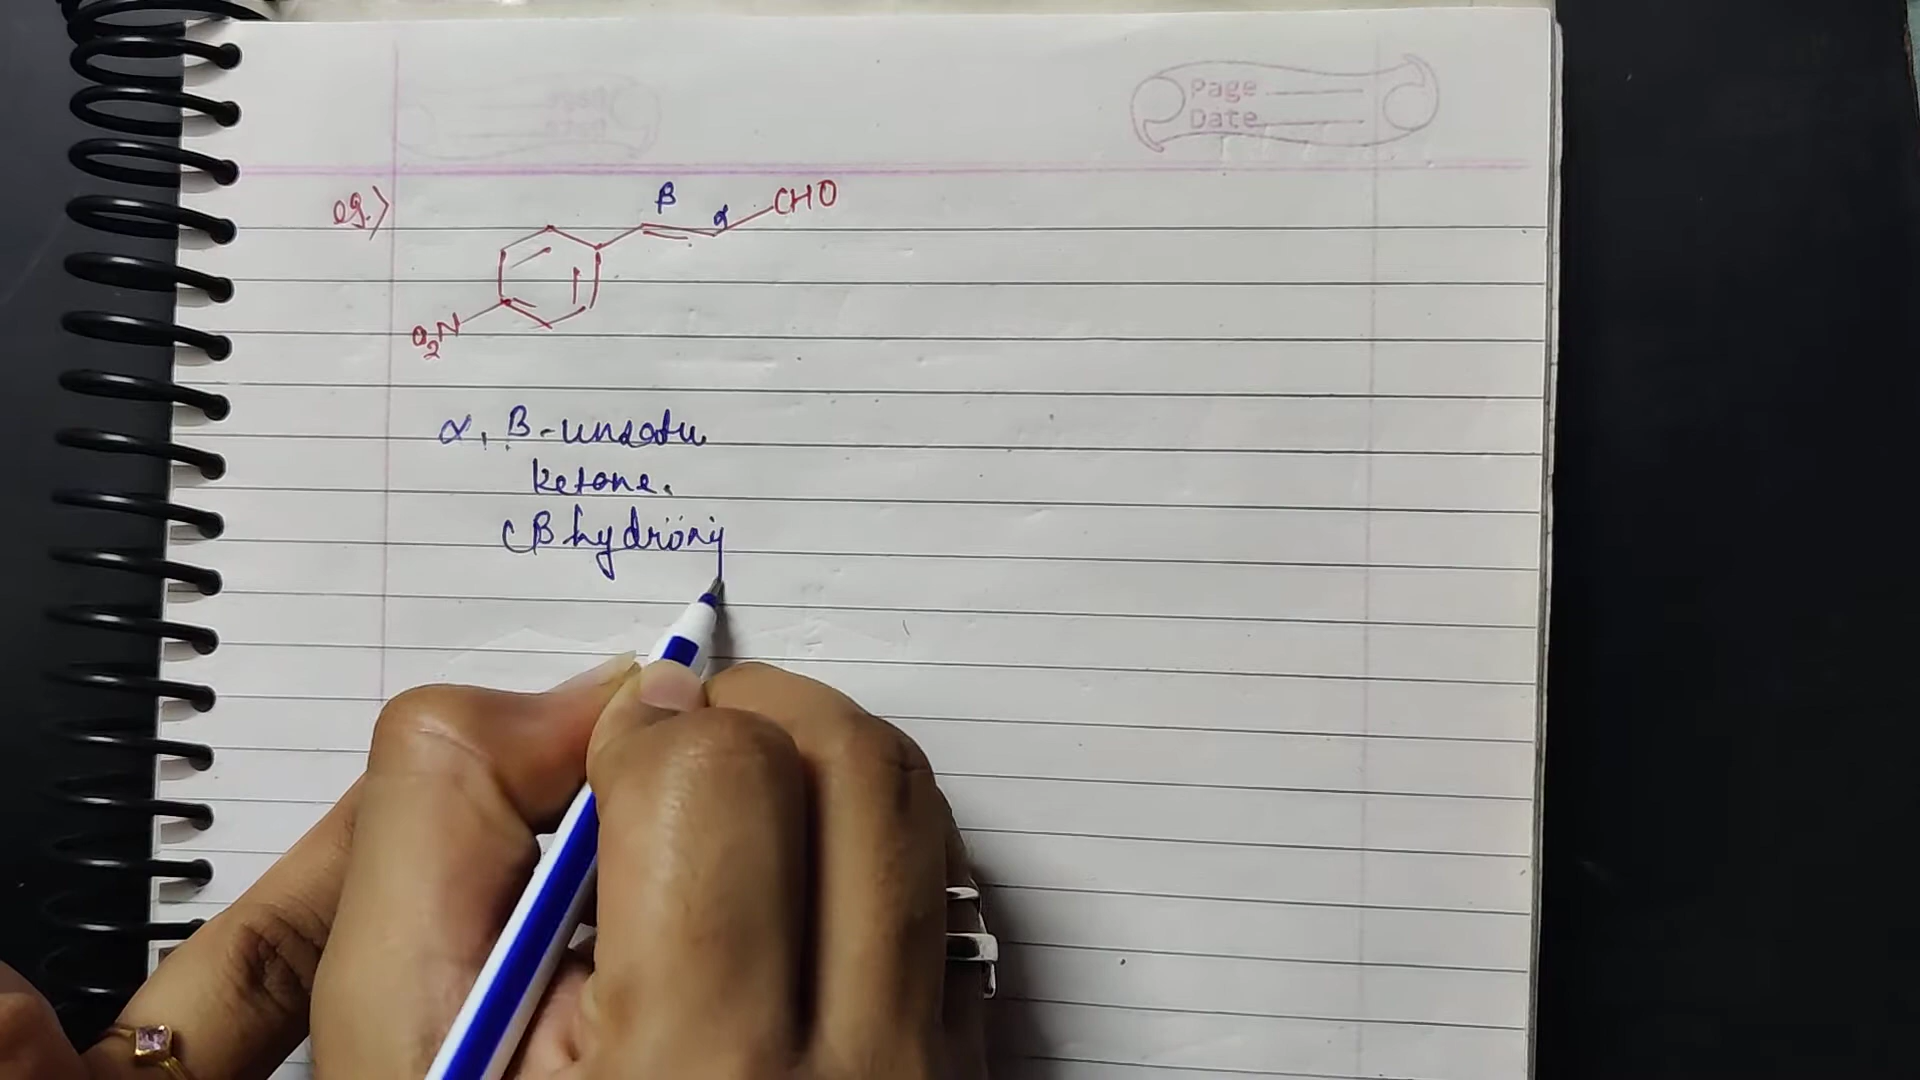 Page
Date
eg.)
β α CHO
O2N
α, β-unsatu
ketone.
(β hydroxy